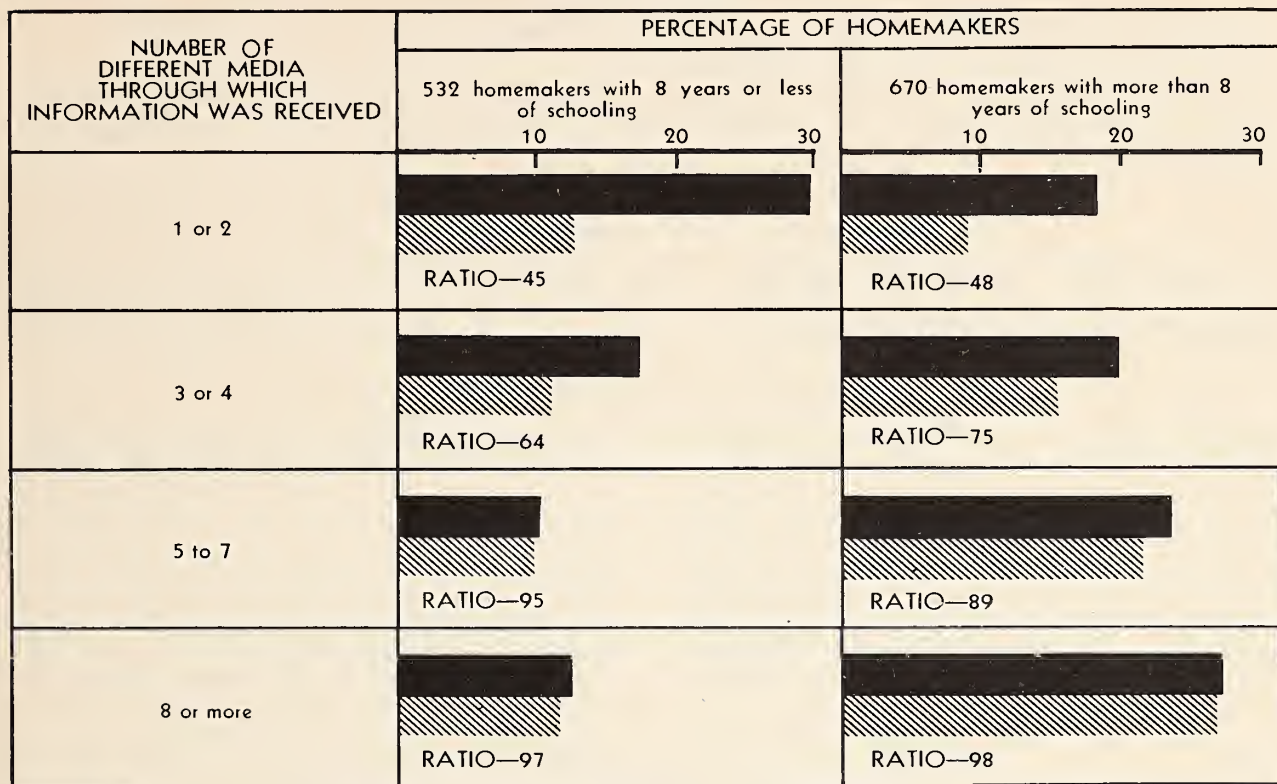 NUMBER OF
DIFFERENT MEDIA
THROUGH WHICH
INFORMATION WAS RECEIVED
PERCENTAGE OF HOMEMAKERS
532 homemakers with 8 years or less
of schooling
10 20 30
670 homemakers with more than 8
years of schooling
10 20 30
1 or 2
RATIO—45
RATIO—48
3 or 4
RATIO—64
RATIO—75
5 to 7
RATIO—95
RATIO—89
8 or more
RATIO—97
RATIO—98